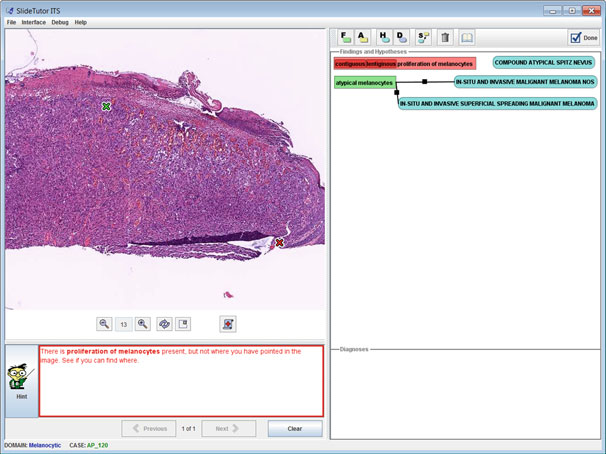 SlideTutor ITS
File Interface Debug Help
F A H D S Done
Findings and Hypotheses
contiguous/lentiginous proliferation of melanocytes
COMPOUND ATYPICAL SPITZ NEVUS
atypical melanocytes
IN-SITU AND INVASIVE MALIGNANT MELANOMA NOS
IN-SITU AND INVASIVE SUPERFICIAL SPREADING MALIGNANT MELANOMA
13
Diagnoses
There is proliferation of melanocytes present, but not where you have pointed in the
image. See if you can find where.
Hint
Previous 1 of 1 Next Clear
DOMAIN: Melanocytic CASE: AP_120